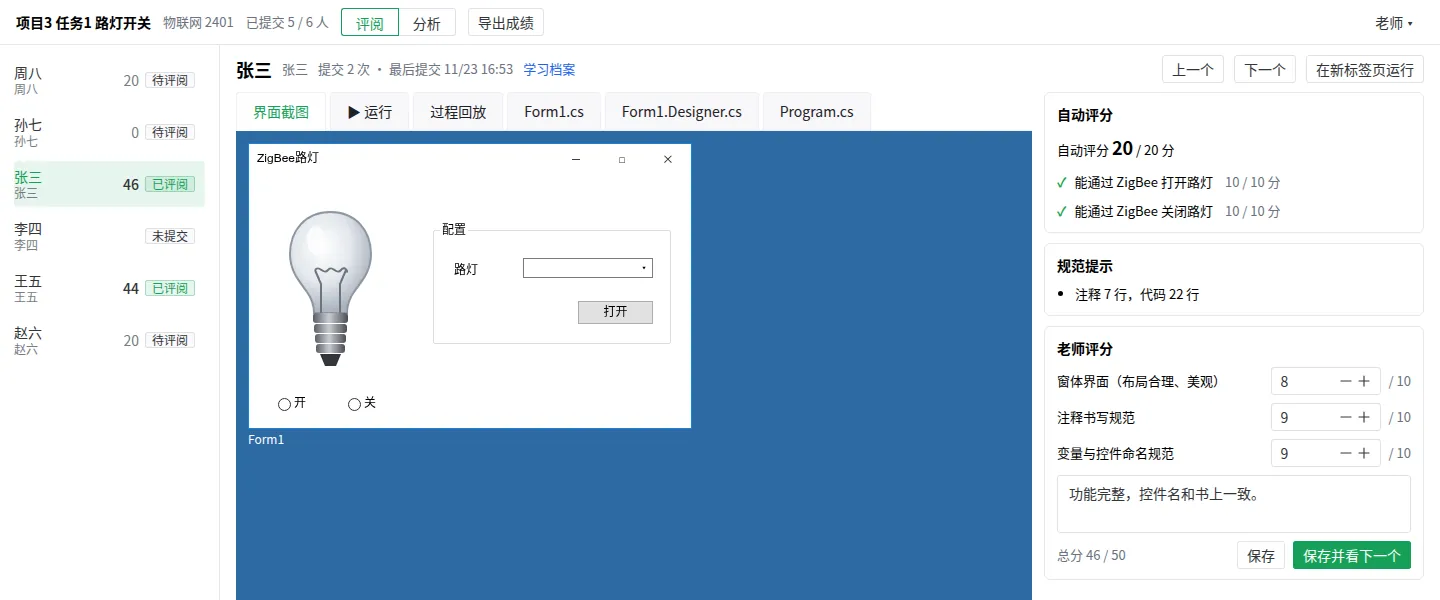 项目3 任务1 路灯开关 物联网 2401 已提交 5 / 6 人 评阅 分析 导出成绩 老师
周八 20 待评阅
周八
孙七 0 待评阅
孙七
张三 46 已评阅
张三
李四 未提交
李四
王五 44 已评阅
王五
赵六 20 待评阅
赵六
张三 张三 提交 2 次 · 最后提交 11/23 16:53 学习档案 上一个 下一个 在新标签页运行
界面截图 ▶ 运行 过程回放 Form1.cs Form1.Designer.cs Program.cs
ZigBee路灯
配置
路灯
打开
开 关
Form1
自动评分
自动评分 20 / 20 分
✓ 能通过 ZigBee 打开路灯 10 / 10 分
✓ 能通过 ZigBee 关闭路灯 10 / 10 分
规范提示
• 注释 7 行，代码 22 行
老师评分
窗体界面（布局合理、美观） 8 / 10
注释书写规范 9 / 10
变量与控件命名规范 9 / 10
功能完整，控件名和书上一致。
总分 46 / 50 保存 保存并看下一个